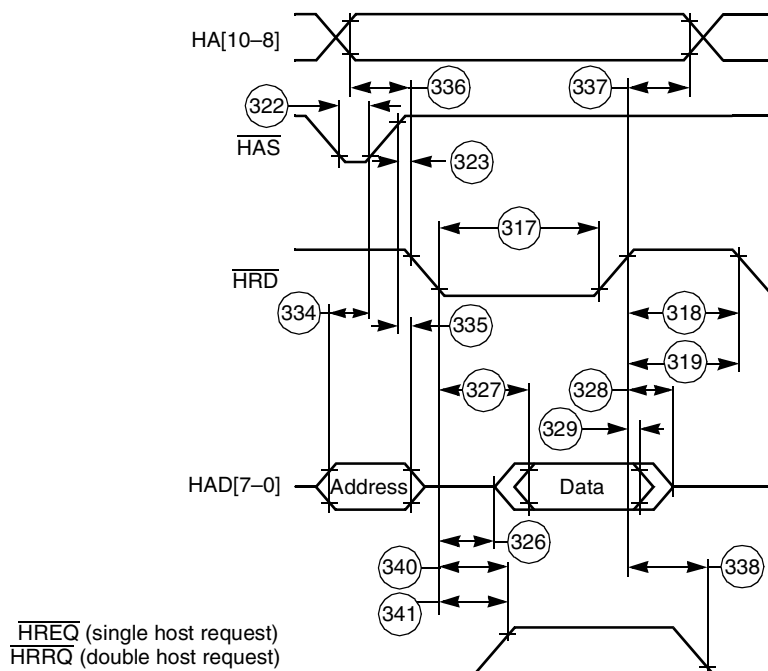 HA[10–8]
336
337
322
HAS
323
317
HRD
334
335
318
319
327
328
329
HAD[7–0]
Address
Data
326
340
338
341
HREQ (single host request)
HRRQ (double host request)